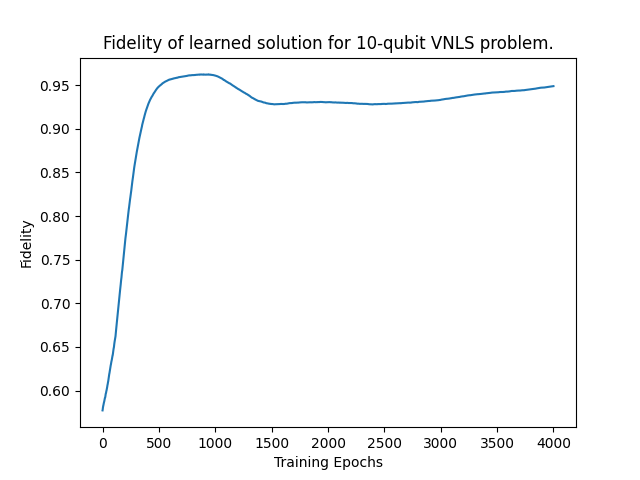 Fidelity of learned solution for 10-qubit VNLS problem.
0.95
0.90
0.85
0.80
0.75
0.70
0.65
0.60
Fidelity
0 500 1000 1500 2000 2500 3000 3500 4000
Training Epochs